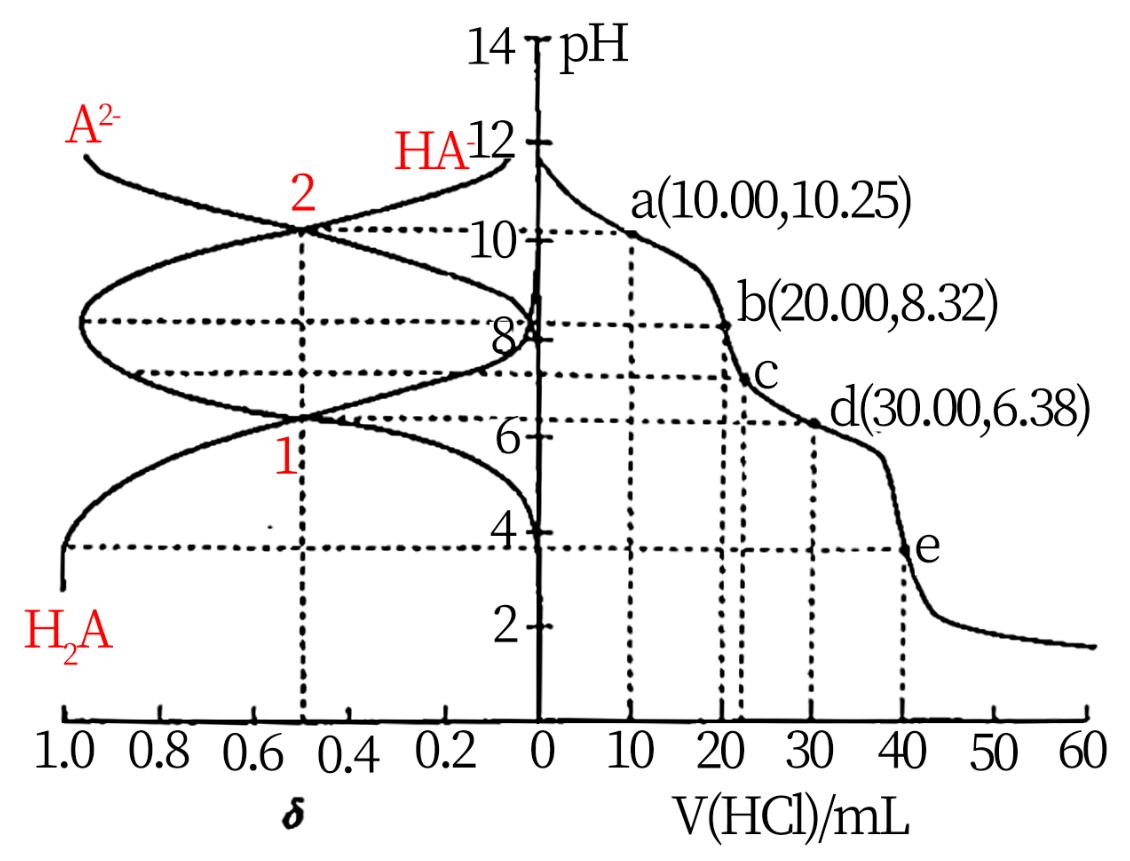 14 pH
A²⁻
HA⁻
12
2
a(10.00,10.25)
10
b(20.00,8.32)
8
c
d(30.00,6.38)
6
1
4
e
H₂A
2
1.0 0.8 0.6 0.4 0.2 0 10 20 30 40 50 60
δ
V(HCl)/mL